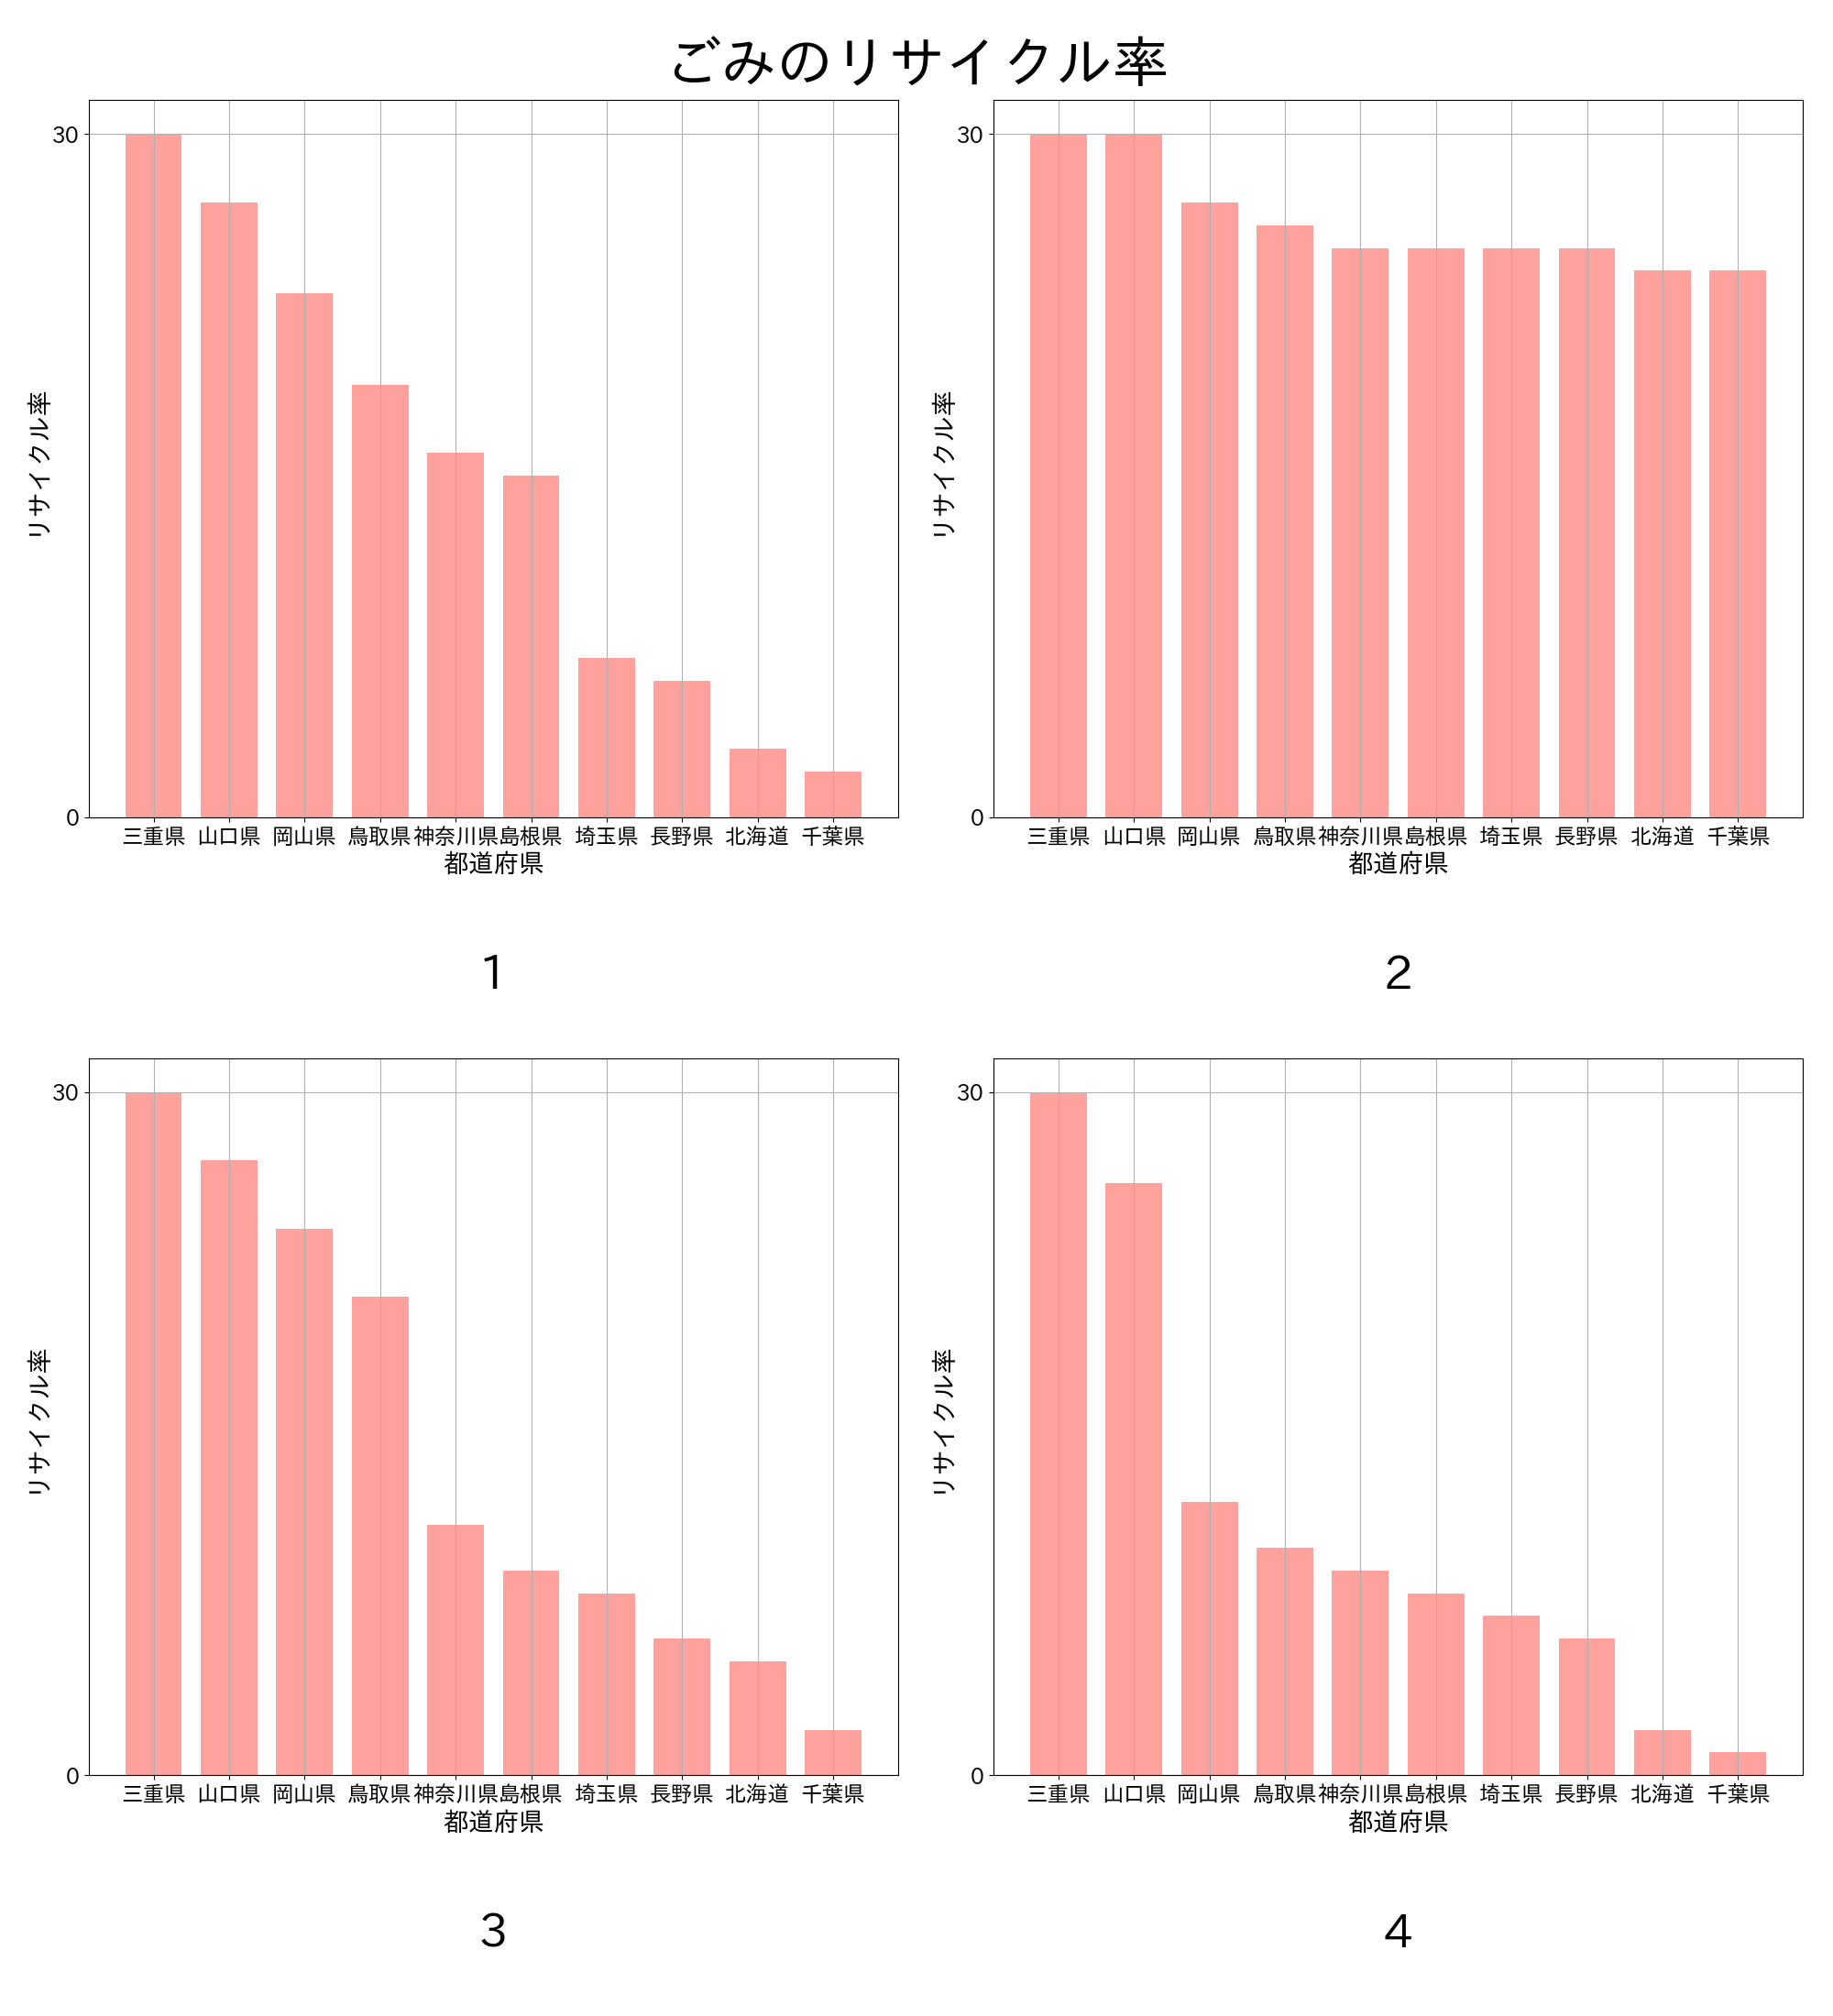 ごみのリサイクル率
30
0
リサイクル率
三重県 山口県 岡山県 鳥取県 神奈川県 島根県 埼玉県 長野県 北海道 千葉県
都道府県
1
30
0
リサイクル率
三重県 山口県 岡山県 鳥取県 神奈川県 島根県 埼玉県 長野県 北海道 千葉県
都道府県
2
30
0
リサイクル率
三重県 山口県 岡山県 鳥取県 神奈川県 島根県 埼玉県 長野県 北海道 千葉県
都道府県
3
30
0
リサイクル率
三重県 山口県 岡山県 鳥取県 神奈川県 島根県 埼玉県 長野県 北海道 千葉県
都道府県
4